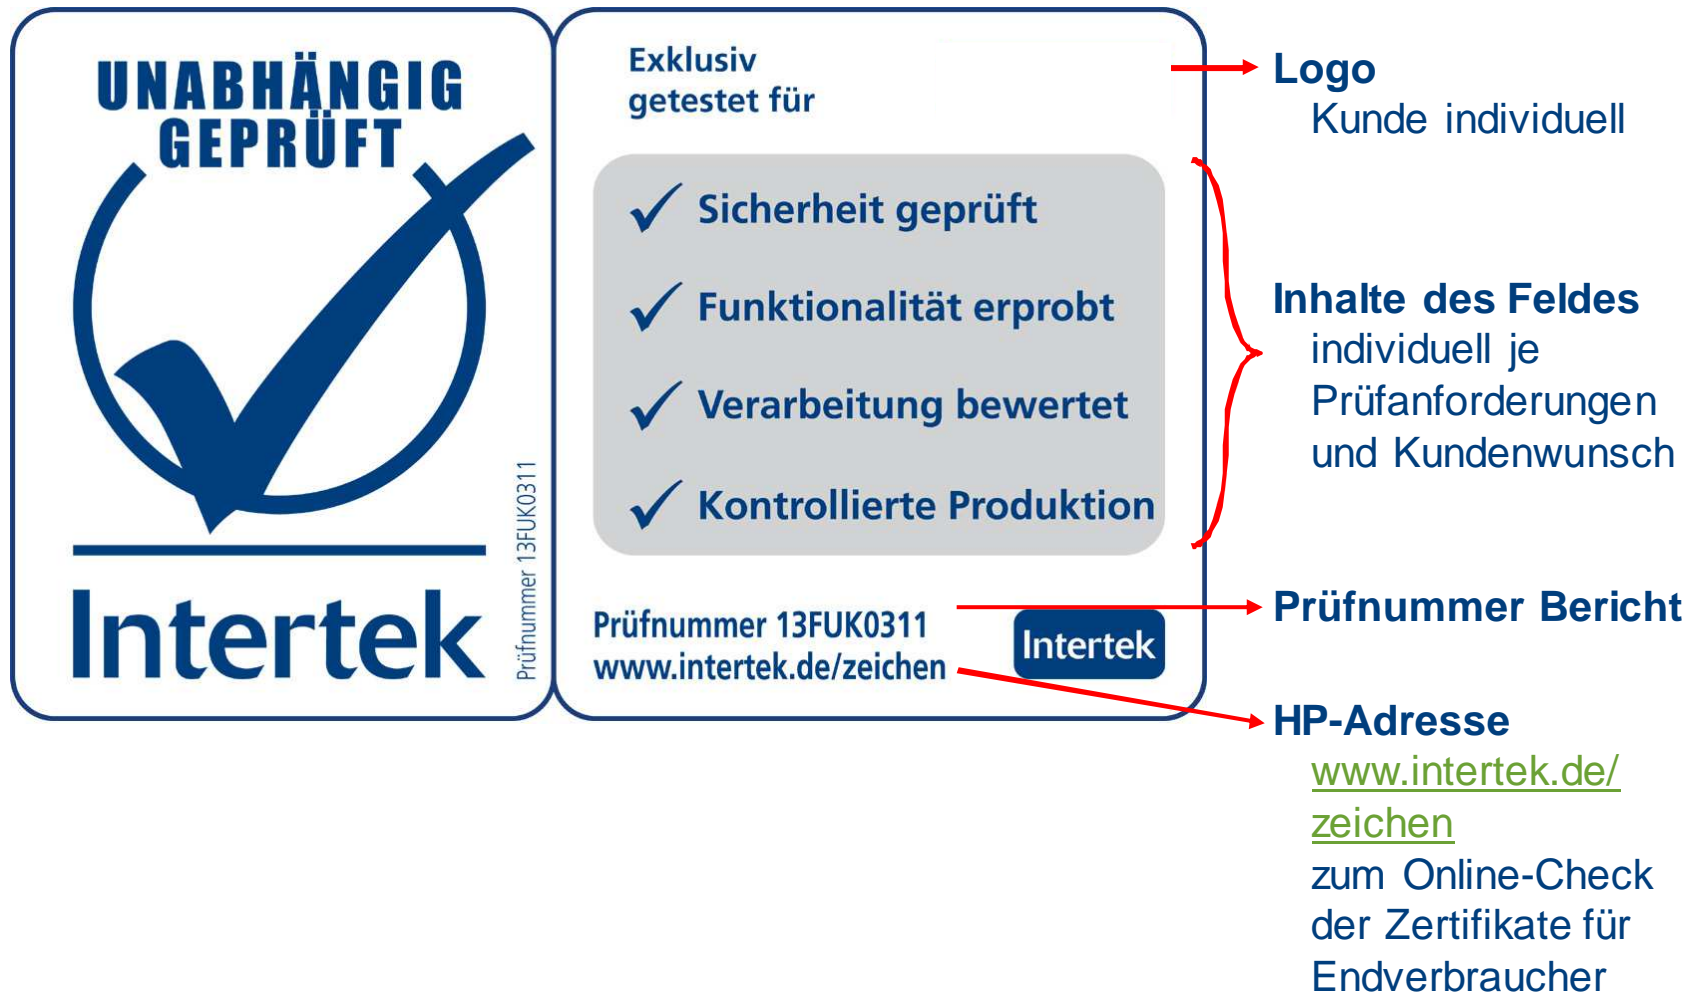 UNABHÄNGIG
GEPRÜFT
Intertek
Prüfnummer 13FUK0311
Exklusiv
getestet für
Sicherheit geprüft
Funktionalität erprobt
Verarbeitung bewertet
Kontrollierte Produktion
Prüfnummer 13FUK0311
www.intertek.de/zeichen
Intertek
Logo
Kunde individuell
Inhalte des Feldes
individuell je
Prüfanforderungen
und Kundenwunsch
Prüfnummer Bericht
HP-Adresse
www.intertek.de/
zeichen
zum Online-Check
der Zertifikate für
Endverbraucher